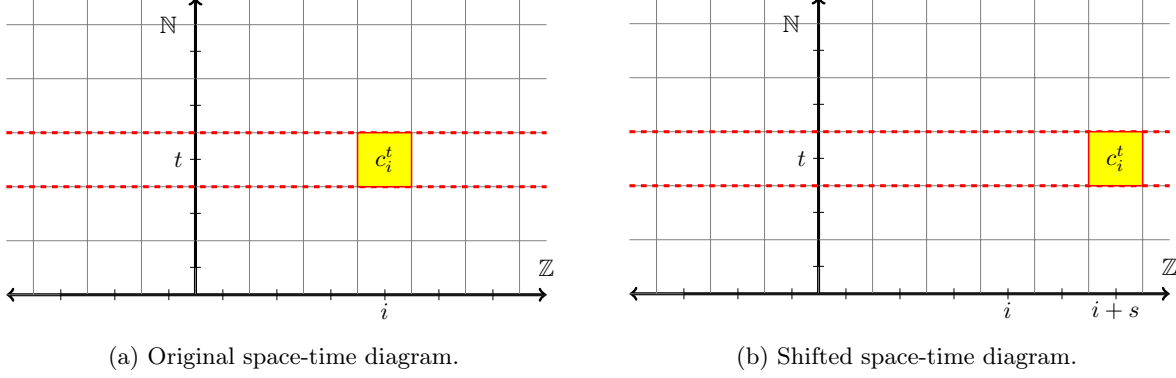 ℕ
t
c_i^t
ℤ
i
(a) Original space-time diagram.
ℕ
t
c_i^t
ℤ
i
i + s
(b) Shifted space-time diagram.